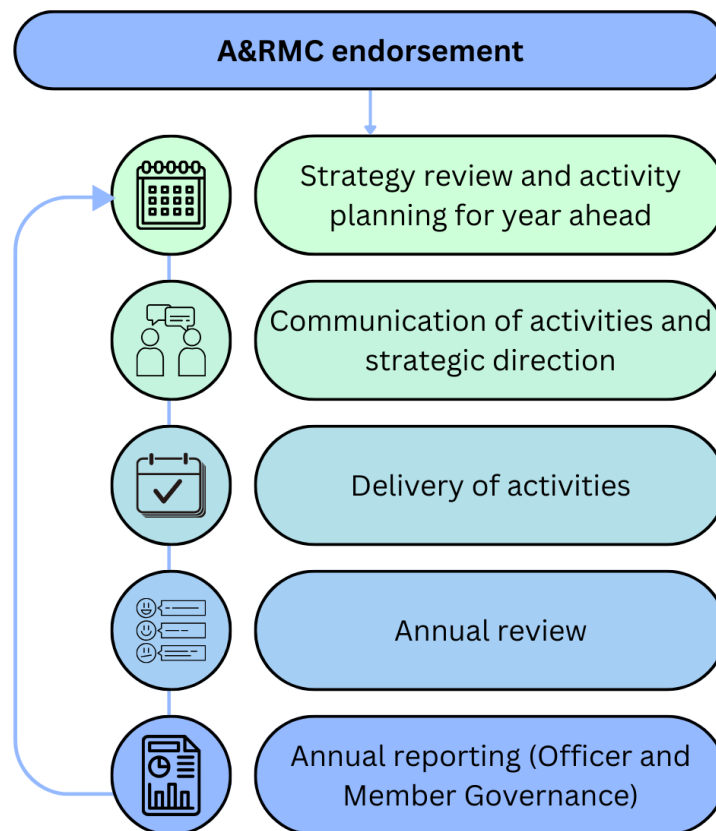 A&RMC endorsement
Strategy review and activity
planning for year ahead
Communication of activities and
strategic direction
Delivery of activities
Annual review
Annual reporting (Officer and
Member Governance)